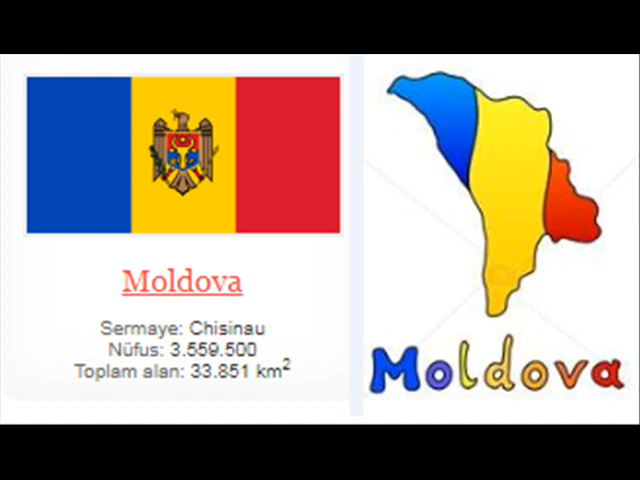 Moldova
Sermaye: Chisinau
Nüfus: 3.559.500
Toplam alan: 33.851 km²
Moldova